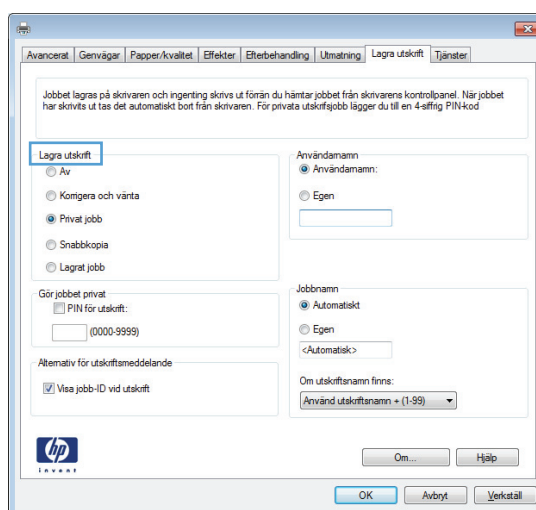 Avancerat Genvägar Papper/kvalitet Effekter Efterbehandling Utmatning Lagra utskrift Tjänster
Jobbet lagras på skrivaren och ingenting skrivs ut förrän du hämtar jobbet från skrivarens kontrollpanel. När jobbet
har skrivits ut tas det automatiskt bort från skrivaren. För privata utskriftsjobb lägger du till en 4-siffrig PIN-kod
Lagra utskrift
Av
Korrigera och vänta
Privat jobb
Snabbkopia
Lagrat jobb
Gör jobbet privat
PIN för utskrift:
(0000-9999)
Alternativ för utskriftsmeddelande
Visa jobb-ID vid utskrift
Användarnamn
Användarnamn:
Egen
Jobbnamn
Automatiskt
Egen
<Automatisk>
Om utskriftsnamn finns:
Använd utskriftsnamn + (1-99)
hp
invent
Om... Hjälp
OK Avbryt Verkställ